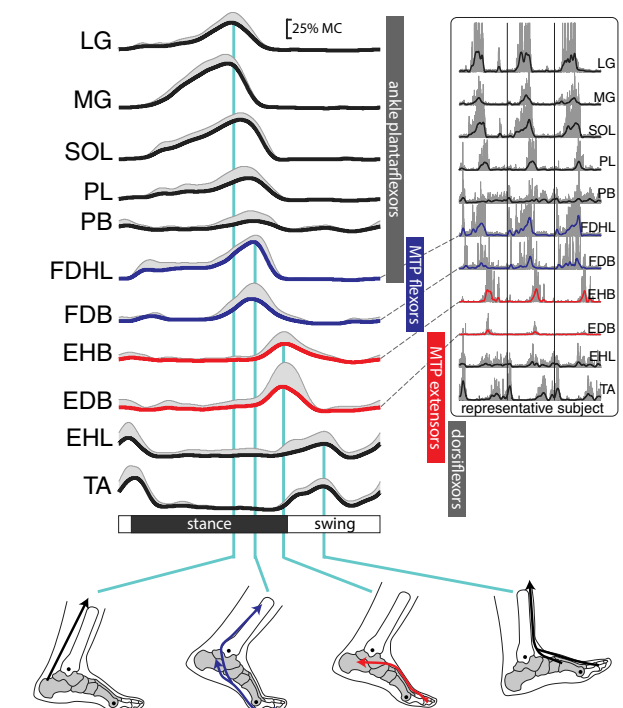 LG
MG
SOL
PL
PB
FDHL
FDB
EHB
EDB
EHL
TA
25% MC
ankle plantarflexors
MTP flexors
MTP extensors
dorsiflexors
stance
swing
LG
MG
SOL
PL
PB
FDHL
FDB
EHB
EDB
EHL
TA
representative subject